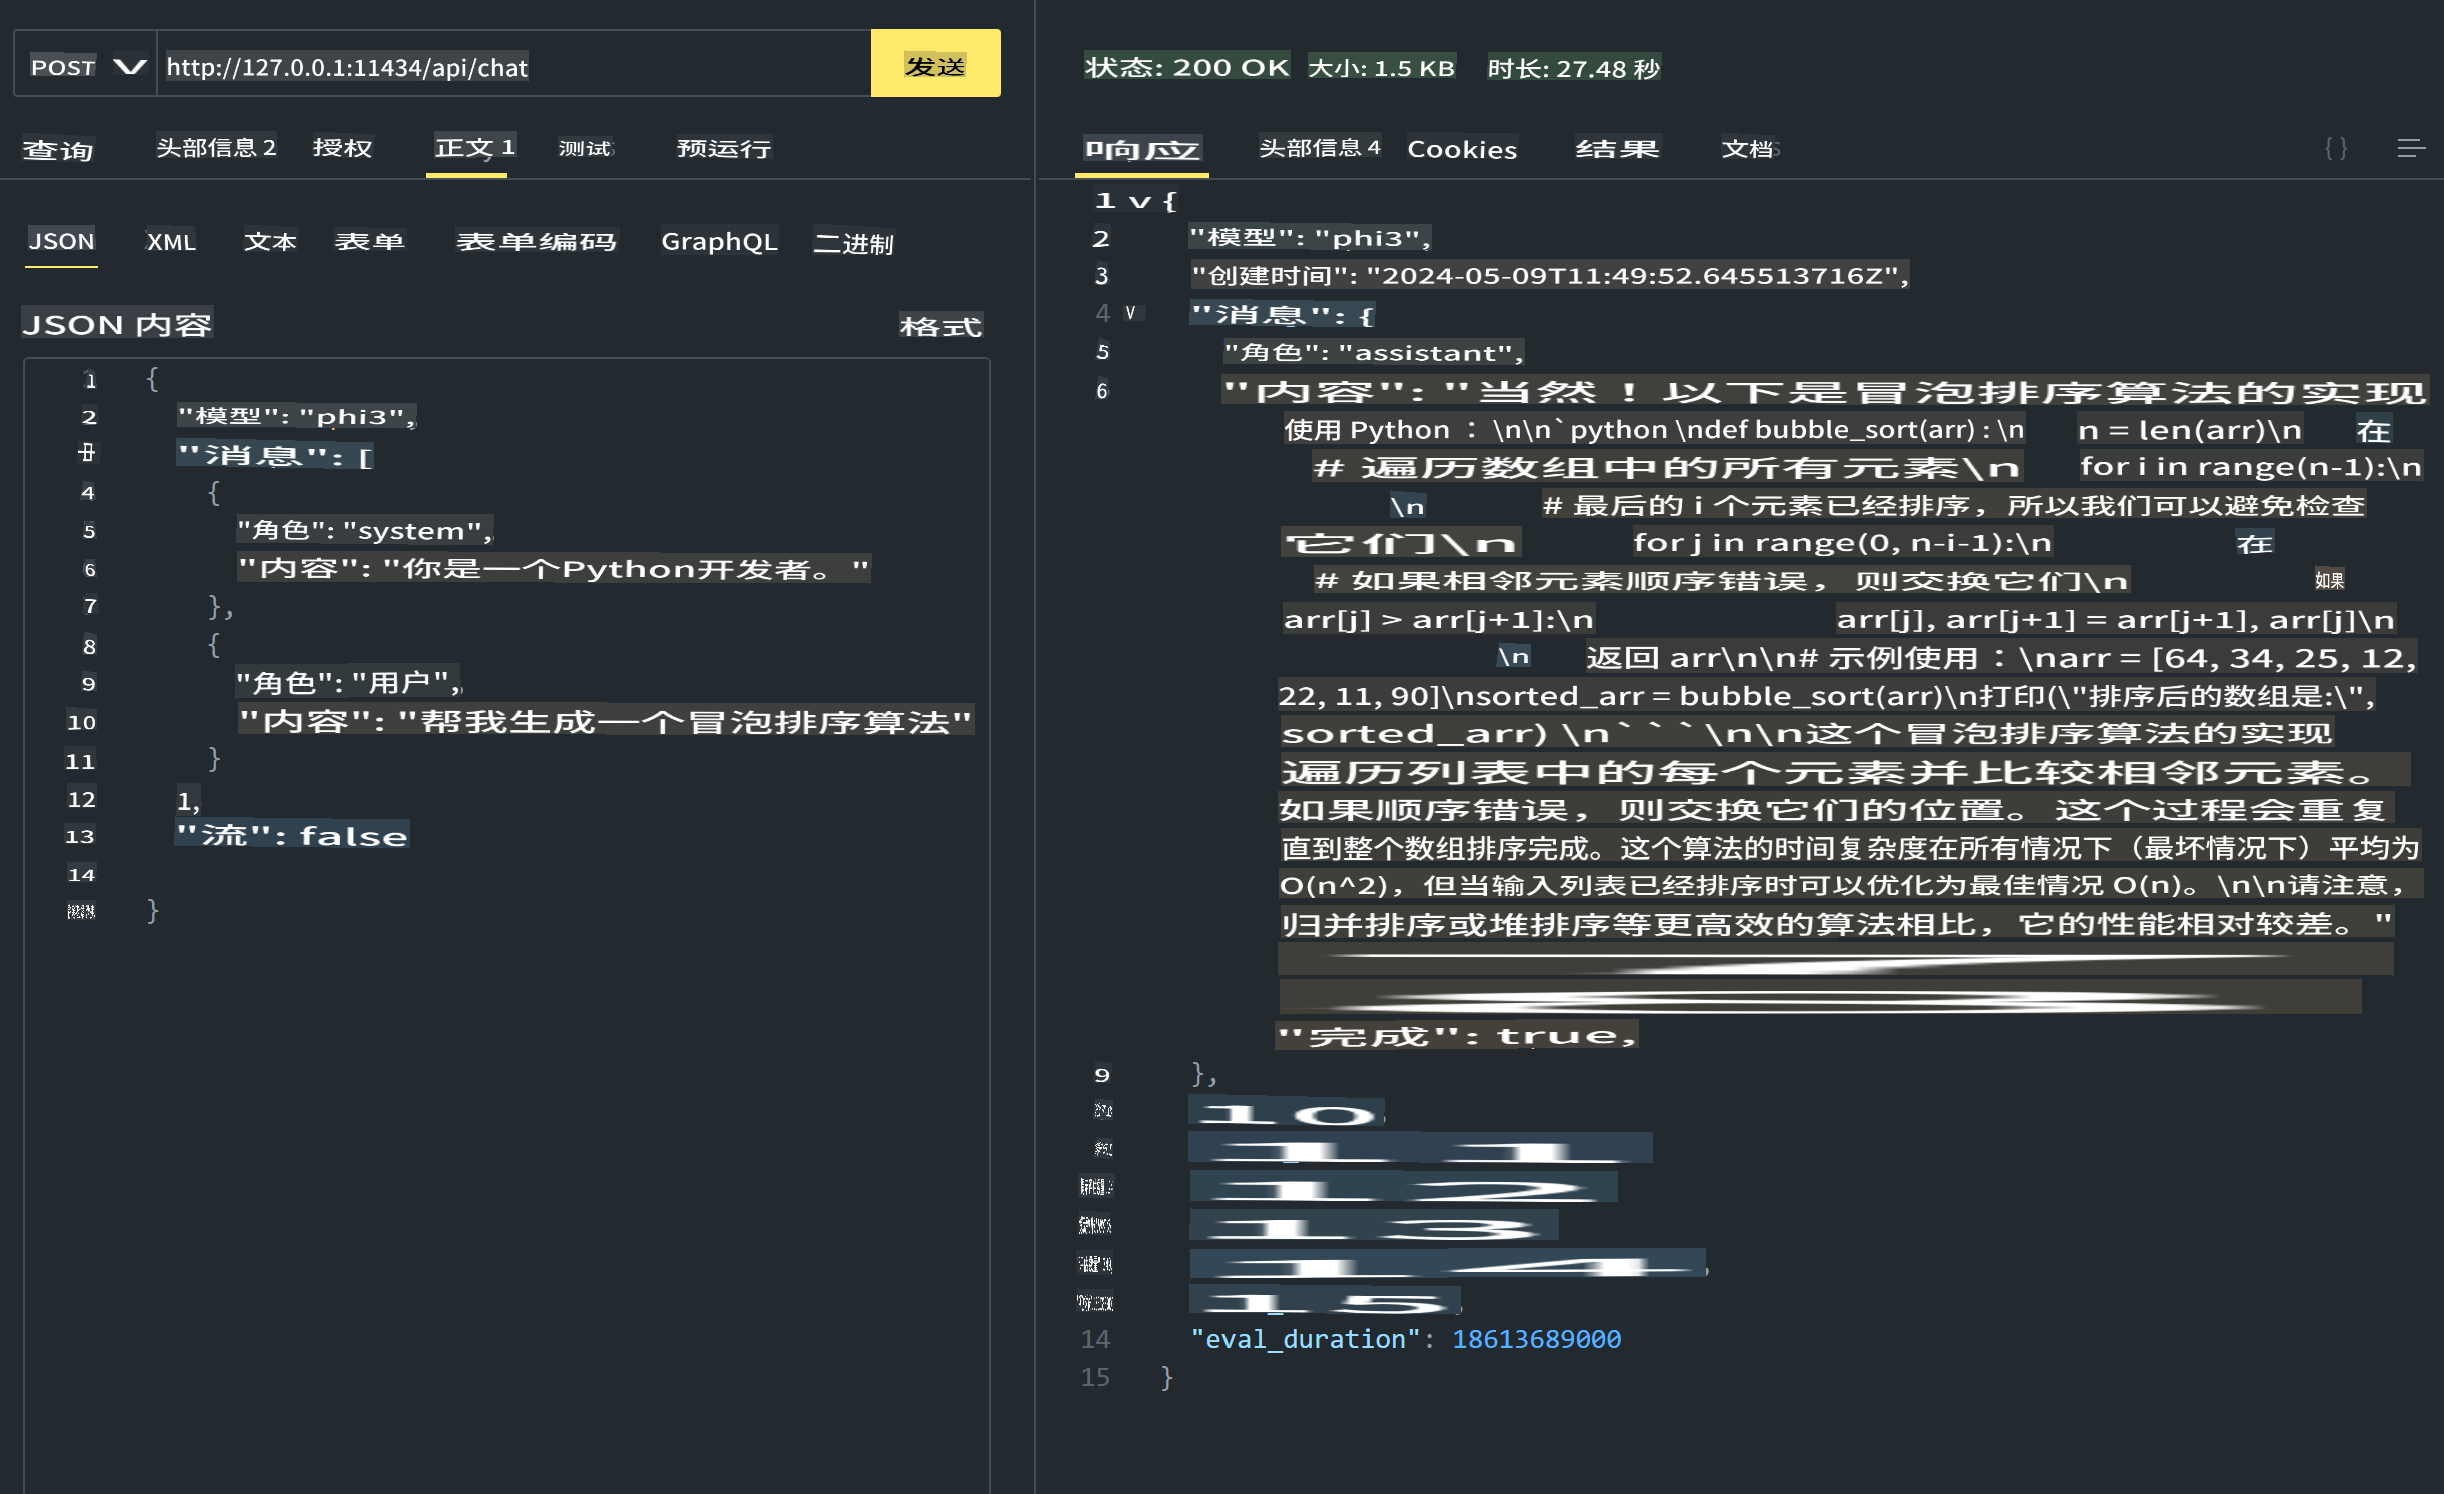 POST http://127.0.0.1:11434/api/chat 发送
查询 头部信息 2 授权 正文 1 测试 预运行
JSON XML 文本 表单 表单编码 GraphQL 二进制
JSON 内容 格式
1 {
2 "模型": "phi3",
"消息": [
4 {
5 "角色": "system",
6 "内容": "你是一个Python开发者。"
7 },
8 {
9 "角色": "用户",
10 "内容": "帮我生成一个冒泡排序算法"
11 }
12 1,
13 "流": false
14
}
状态: 200 OK 大小: 1.5 KB 时长: 27.48 秒
响应 头部信息 4 Cookies 结果 文档 {}
1 {
2 "模型": "phi3",
3 "创建时间": "2024-05-09T11:49:52.645513716Z",
4 "消息": {
5 "角色": "assistant",
6 "内容": "当然！以下是冒泡排序算法的实现
使用 Python ：\n\n`python \ndef bubble_sort(arr) : \n n = len(arr)\n 在
# 遍历数组中的所有元素\n for i in range(n-1):\n
\n # 最后的 i 个元素已经排序，所以我们可以避免检查
它们\n for j in range(0, n-i-1):\n 在
# 如果相邻元素顺序错误，则交换它们\n 如果
arr[j] > arr[j+1]:\n arr[j], arr[j+1] = arr[j+1], arr[j]\n
\n 返回 arr\n\n# 示例使用：\narr = [64, 34, 25, 12,
22, 11, 90]\nsorted_arr = bubble_sort(arr)\n打印(\"排序后的数组是:\",
sorted_arr) \n```\n\n这个冒泡排序算法的实现
遍历列表中的每个元素并比较相邻元素。
如果顺序错误，则交换它们的位置。这个过程会重复
直到整个数组排序完成。这个算法的时间复杂度在所有情况下（最坏情况下）平均为
O(n^2)，但当输入列表已经排序时可以优化为最佳情况 O(n)。\n\n请注意，
归并排序或堆排序等更高效的算法相比，它的性能相对较差。"
7
8
"完成": true,
9 },
10
11
12
13
14
15
14 "eval_duration": 18613689000
15 }